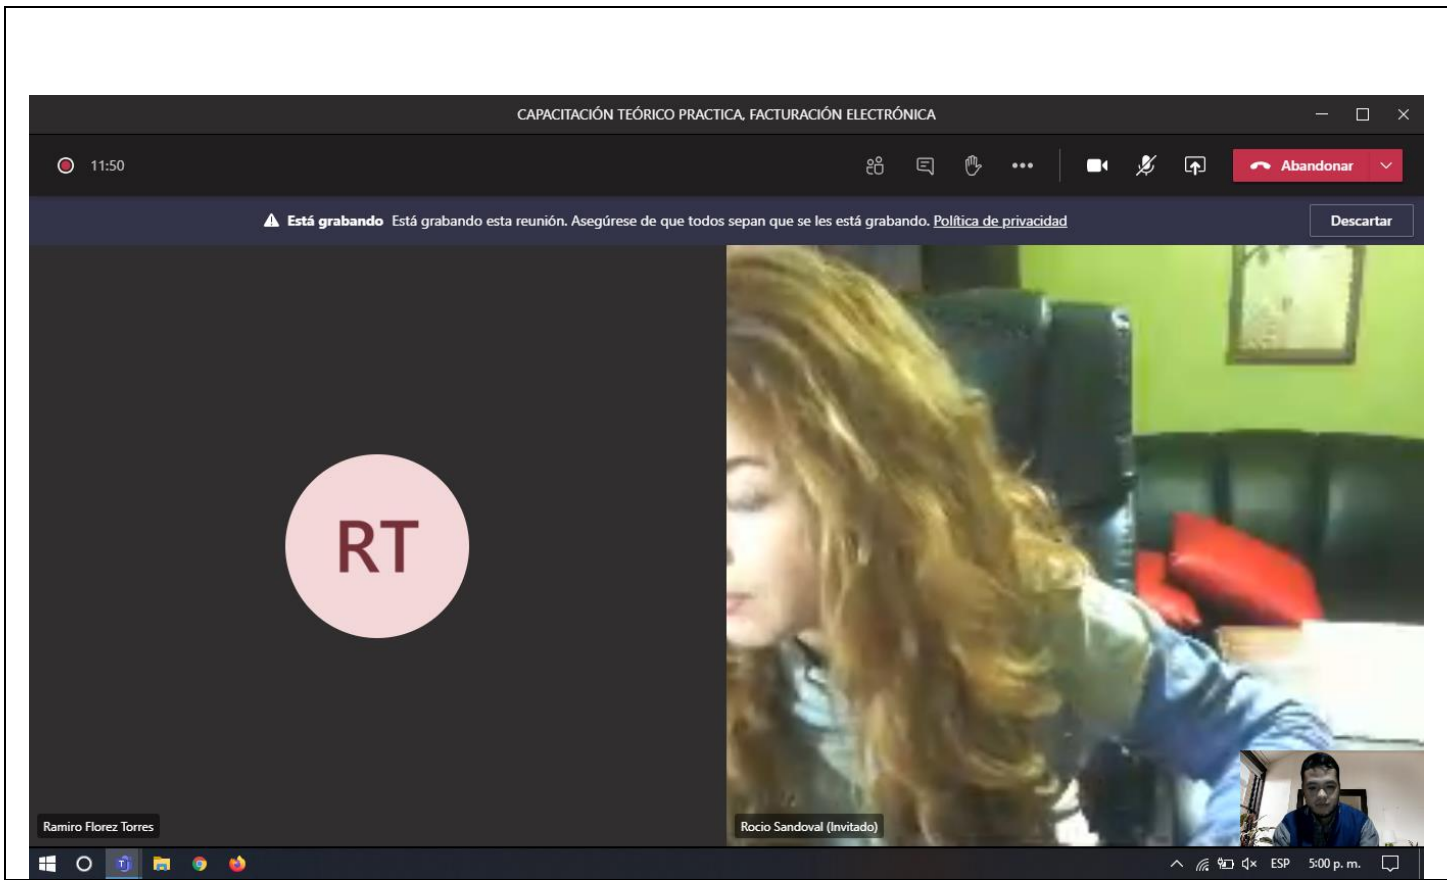 CAPACITACIÓN TEÓRICO PRACTICA, FACTURACIÓN ELECTRÓNICA
11:50
Abandonar
Está grabando Está grabando esta reunión. Asegúrese de que todos sepan que se les está grabando. Política de privacidad
Descartar
RT
Ramiro Florez Torres
Rocio Sandoval (Invitado)
ESP 5:00 p. m.